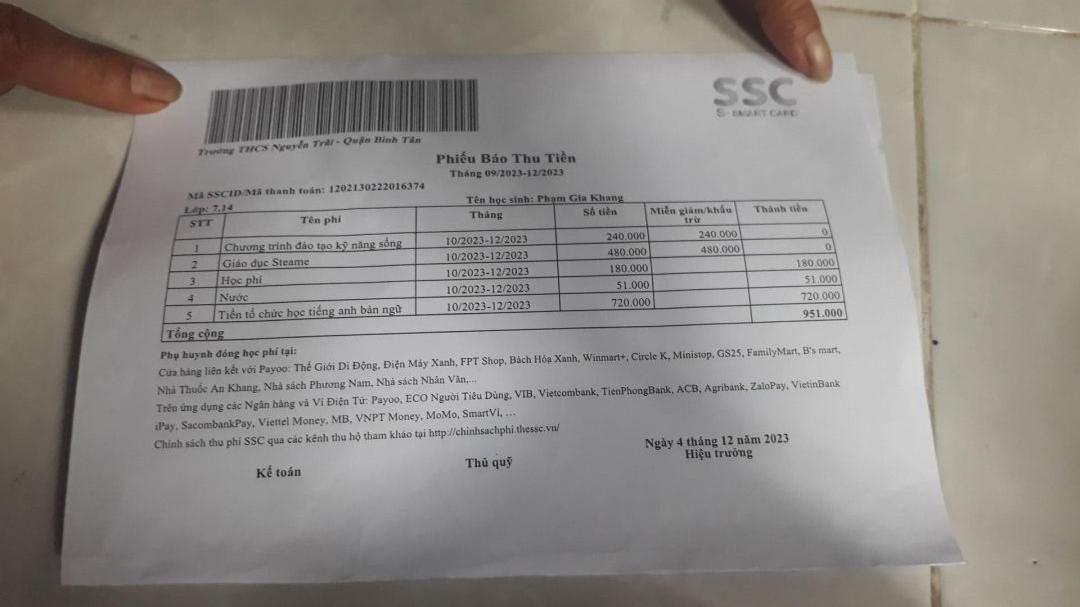 SSC
S- SMART CARD
Trường THCS Nguyễn Trãi - Quận Bình Tân
Phiếu Báo Thu Tiền
Tháng 09/2023-12/2023
Mã SSCID/Mã thanh toán: 1202130222016374
Tên học sinh: Phạm Gia Khang
Lớp: 7.14
STT Tên phí Tháng Số tiền Miễn giảm/khấu trừ Thành tiền
1 Chương trình đào tạo kỹ năng sống 10/2023-12/2023 240.000 240.000 0
2 Giáo dục Steame 10/2023-12/2023 480.000 480.000 0
3 Học phí 10/2023-12/2023 180.000 180.000
4 Nước 10/2023-12/2023 51.000 51.000
5 Tiền tổ chức học tiếng anh bản ngữ 10/2023-12/2023 720.000 720.000
Tổng cộng 951.000
Phụ huynh đóng học phí tại:
Cửa hàng liên kết với Payoo: Thế Giới Di Động, Điện Máy Xanh, FPT Shop, Bách Hóa Xanh, Winmart+, Circle K, Ministop, GS25, FamilyMart, B's mart,
Nhà Thuốc An Khang, Nhà sách Phương Nam, Nhà sách Nhân Văn,...
Trên ứng dụng các Ngân hàng và Ví Điện Tử: Payoo, ECO Người Tiêu Dùng, VIB, Vietcombank, TienPhongBank, ACB, Agribank, ZaloPay, VietinBank
iPay, SacombankPay, Viettel Money, MB, VNPT Money, MoMo, SmartVi, ...
Chính sách thu phí SSC qua các kênh thu hộ tham khảo tại http://chinhsachphi.thessc.vn/
Ngày 4 tháng 12 năm 2023
Kế toán Thủ quỹ Hiệu trưởng